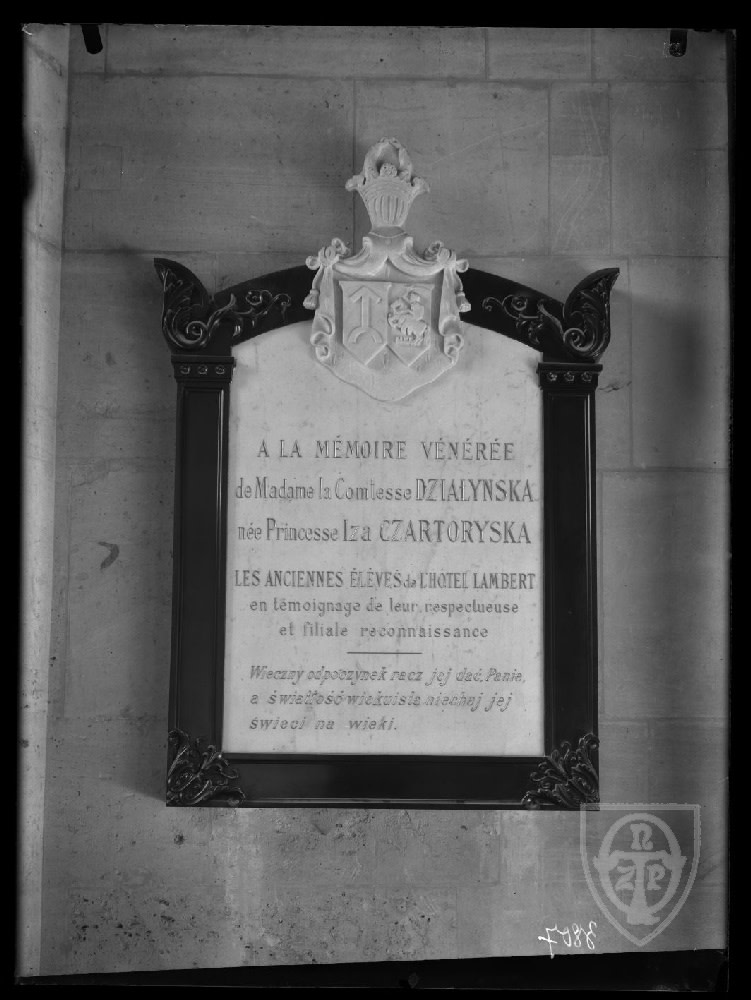 A LA MÉMOIRE VÉNÉRÉE
de Madame la Comtesse DZIAŁYNSKA
née Princesse Iza CZARTORYSKA
LES ANCIENNES ÉLÈVES de L'HÔTEL LAMBERT
en témoignage de leur respectueuse
et filiale reconnaissance
Wieczny odpoczynek racz jej dać, Panie,
a światłość wiekuista niechaj jej
świeci na wieki.
NZP
3807